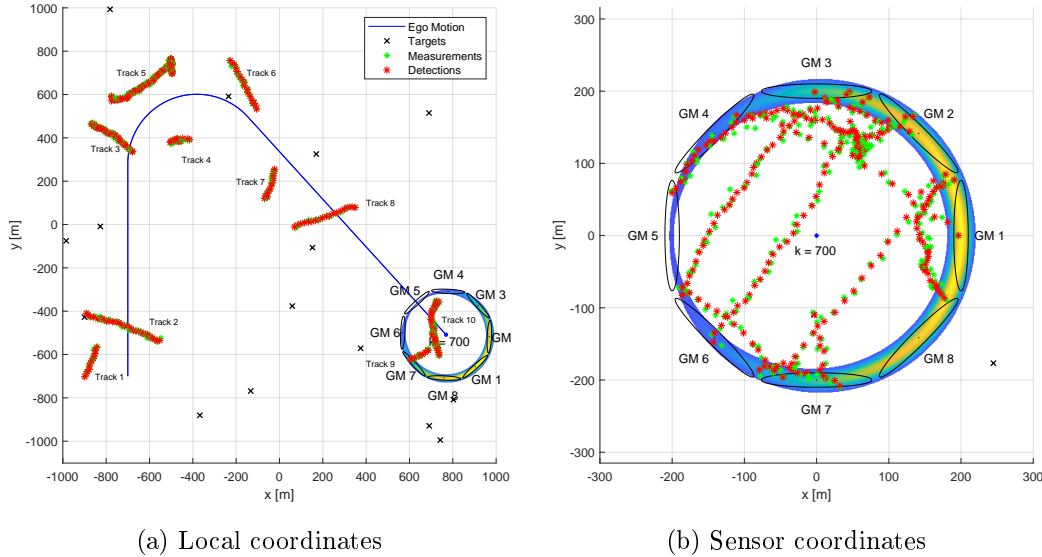 1000
800
600
400
200
0
-200
-400
-600
-800
-1000
y [m]
-1000 -800 -600 -400 -200 0 200 400 600 800 1000
x [m]
Ego Motion
Targets
Measurements
Detections
Track 5
Track 6
Track 3
Track 4
Track 7
Track 8
Track 2
Track 1
Track 10
Track 9
k = 700
GM 4
GM 5
GM 3
GM 6
GM
GM 7
GM 1
GM 8
(a) Local coordinates
300
200
100
0
-100
-200
-300
y [m]
-300 -200 -100 0 100 200 300
x [m]
GM 3
GM 4
GM 2
GM 5
GM 1
k = 700
GM 6
GM 8
GM 7
(b) Sensor coordinates